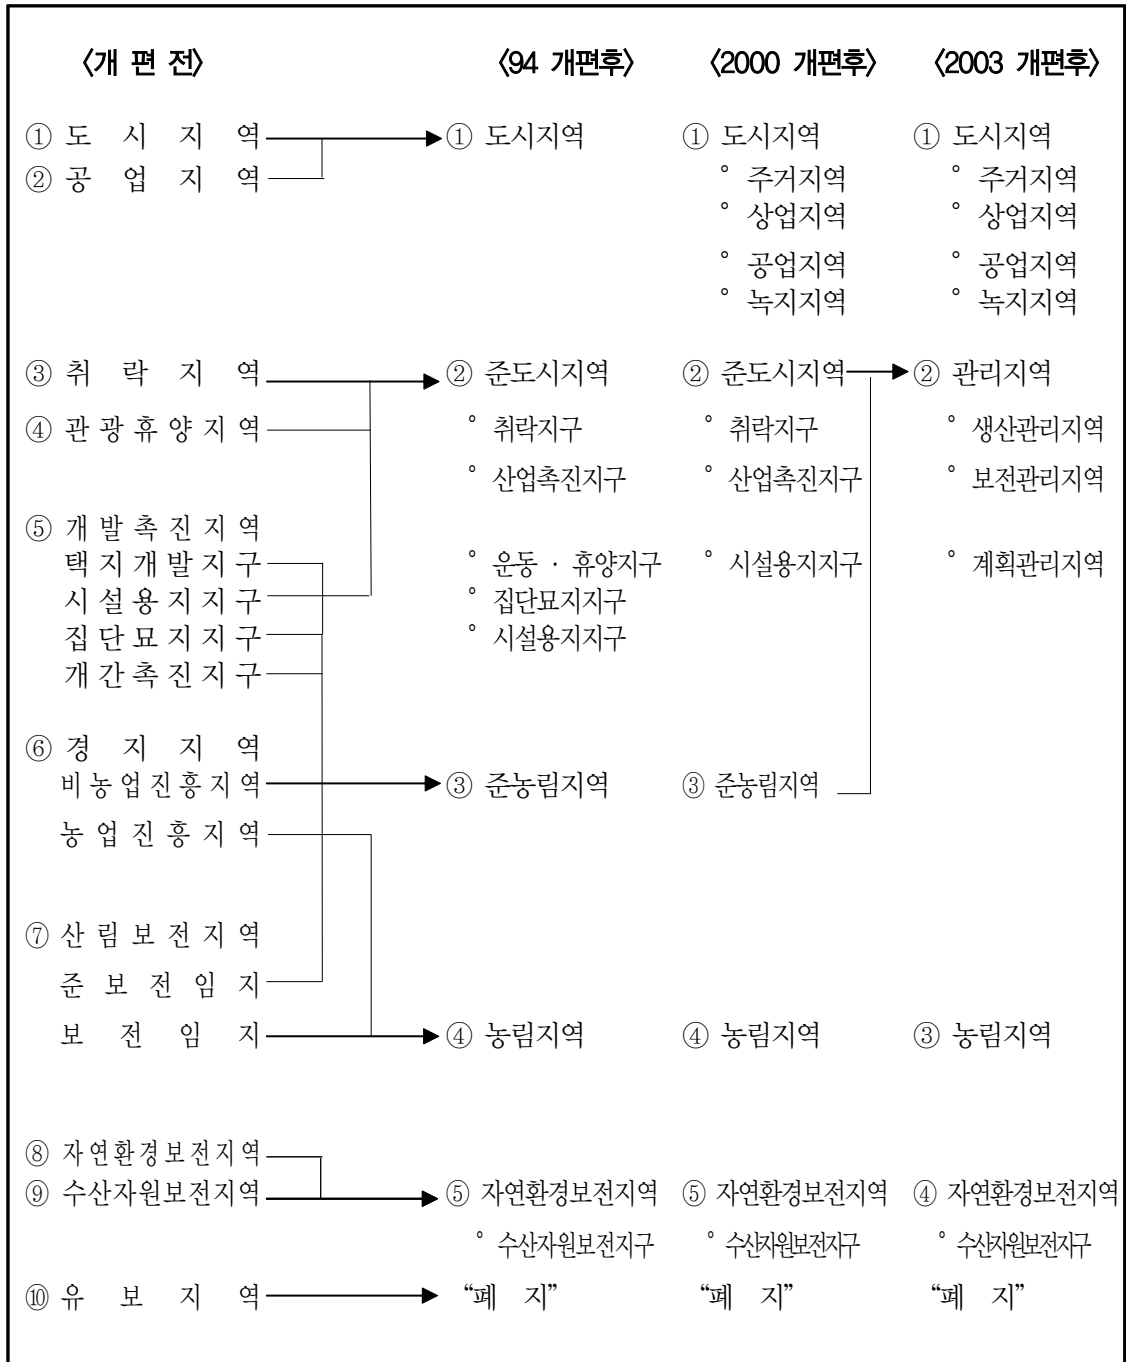 〈개 편 전〉 〈94 개편후〉 〈2000 개편후〉 〈2003 개편후〉
① 도 시 지 역 ① 도시지역 ① 도시지역 ① 도시지역
② 공 업 지 역 ° 주거지역 ° 주거지역
° 상업지역 ° 상업지역
° 공업지역 ° 공업지역
° 녹지지역 ° 녹지지역
③ 취 락 지 역 ② 준도시지역 ② 준도시지역 ② 관리지역
④ 관 광 휴 양 지 역 ° 취락지구 ° 취락지구 ° 생산관리지역
° 산업촉진지구 ° 산업촉진지구 ° 보전관리지역
⑤ 개 발 촉 진 지 역
택 지 개 발 지 구 ° 운동 · 휴양지구 ° 시설용지지구 ° 계획관리지역
시 설 용 지 지 구 ° 집단묘지지구
집 단 묘 지 지 구 ° 시설용지지구
개 간 촉 진 지 구
⑥ 경 지 지 역
비 농 업 진 흥 지 역 ③ 준농림지역 ③ 준농림지역
농 업 진 흥 지 역
⑦ 산 림 보 전 지 역
준 보 전 임 지
보 전 임 지 ④ 농림지역 ④ 농림지역 ③ 농림지역
⑧ 자 연 환 경 보 전 지 역
⑨ 수산자원보전지역 ⑤ 자연환경보전지역 ⑤ 자연환경보전지역 ④ 자연환경보전지역
° 수산자원보전지구 ° 수산자원보전지구 ° 수산자원보전지구
⑩ 유 보 지 역 “폐 지” “폐 지” “폐 지”